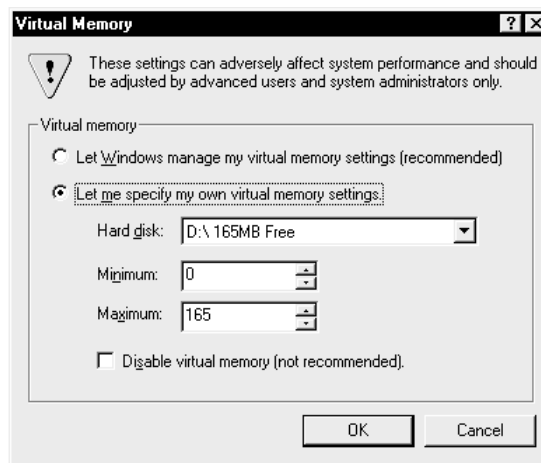 Virtual Memory
These settings can adversely affect system performance and should
be adjusted by advanced users and system administrators only.
Virtual memory
Let Windows manage my virtual memory settings (recommended)
Let me specify my own virtual memory settings.
Hard disk: D:\ 165MB Free
Minimum: 0
Maximum: 165
Disable virtual memory (not recommended).
OK Cancel